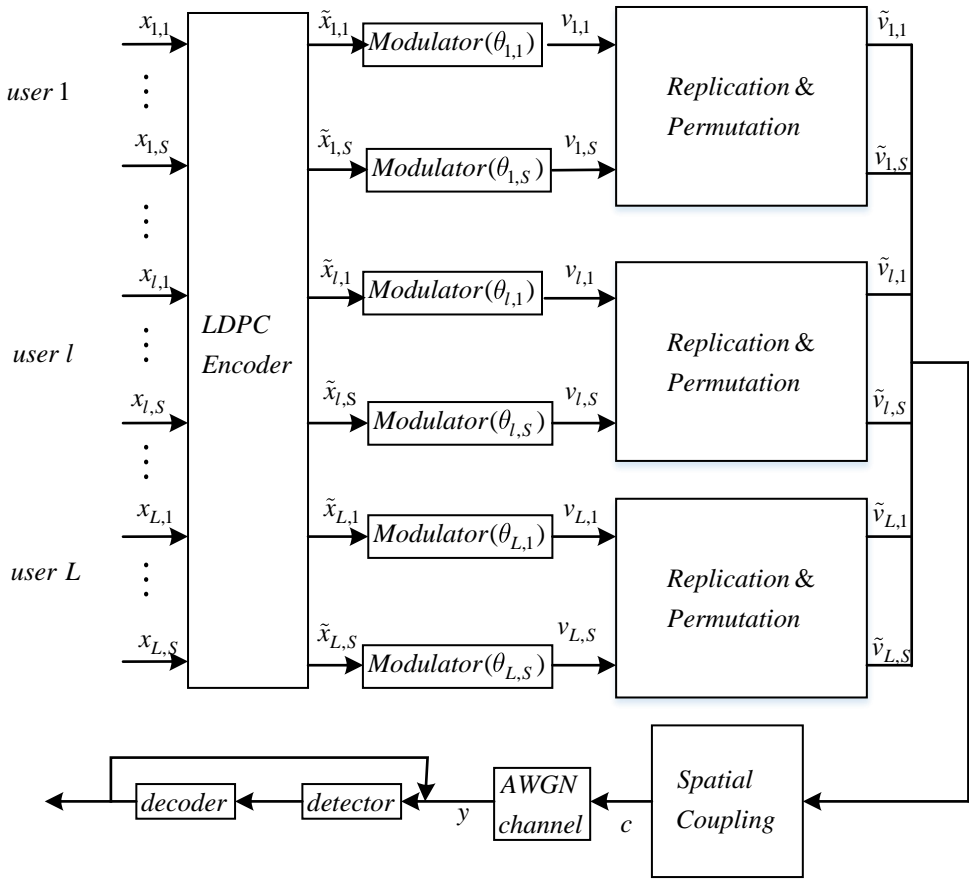 x_{1,1} x̃_{1,1} Modulator(θ_{1,1}) v_{1,1} ṽ_{1,1}
user 1
Replication &
Permutation
x_{1,S} x̃_{1,S} Modulator(θ_{1,S}) v_{1,S} ṽ_{1,S}
x_{l,1} x̃_{l,1} Modulator(θ_{l,1}) v_{l,1} ṽ_{l,1}
user l
LDPC
Encoder
Replication &
Permutation
x_{l,S} x̃_{l,S} Modulator(θ_{l,S}) v_{l,S} ṽ_{l,S}
x_{L,1} x̃_{L,1} Modulator(θ_{L,1}) v_{L,1} ṽ_{L,1}
user L
Replication &
Permutation
x_{L,S} x̃_{L,S} Modulator(θ_{L,S}) v_{L,S} ṽ_{L,S}
decoder
detector
y
AWGN
channel
c
Spatial
Coupling